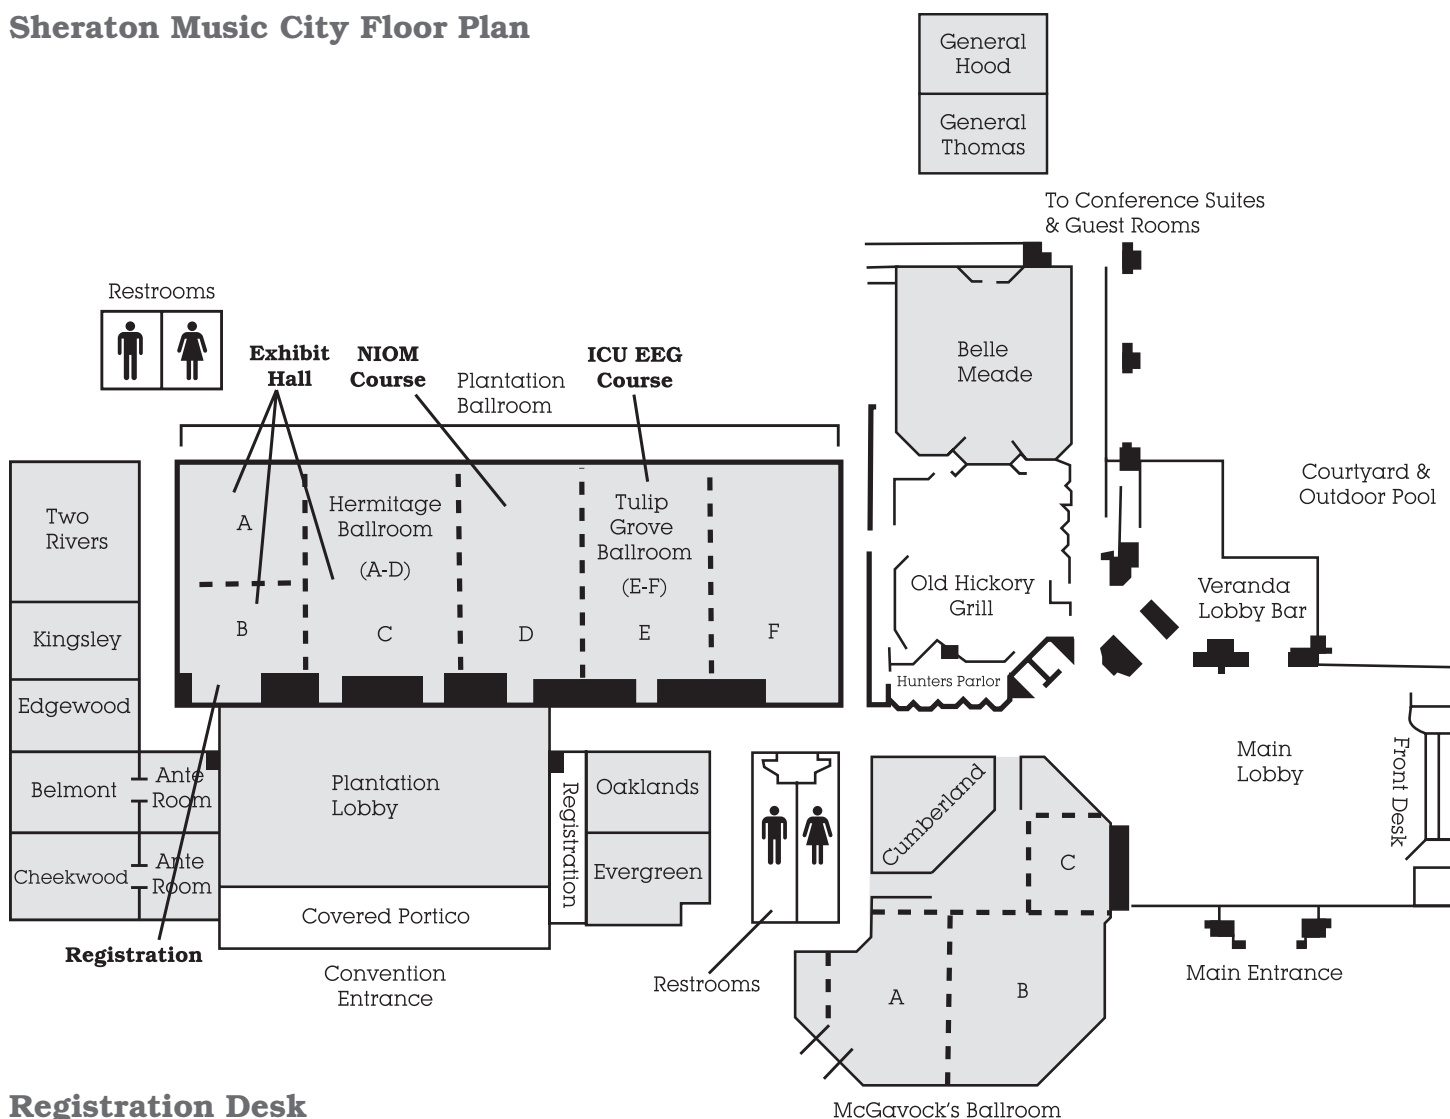 Sheraton Music City Floor Plan
General
Hood
General
Thomas
To Conference Suites
& Guest Rooms
Restrooms
Exhibit
Hall
NIOM
Course
Plantation
Ballroom
ICU EEG
Course
Belle
Meade
Courtyard &
Outdoor Pool
Two
Rivers
A
Hermitage
Ballroom
(A-D)
Tulip
Grove
Ballroom
(E-F)
Old Hickory
Grill
Veranda
Lobby Bar
Kingsley
B
C
D
E
F
Hunters Parlor
Edgewood
Belmont
Ante
Room
Plantation
Lobby
Registration
Oaklands
Cumberland
Main
Lobby
Front Desk
Cheekwood
Ante
Room
Evergreen
C
Covered Portico
Registration
Convention
Entrance
Restrooms
A
B
Main Entrance
McGavock's Ballroom
Registration Desk